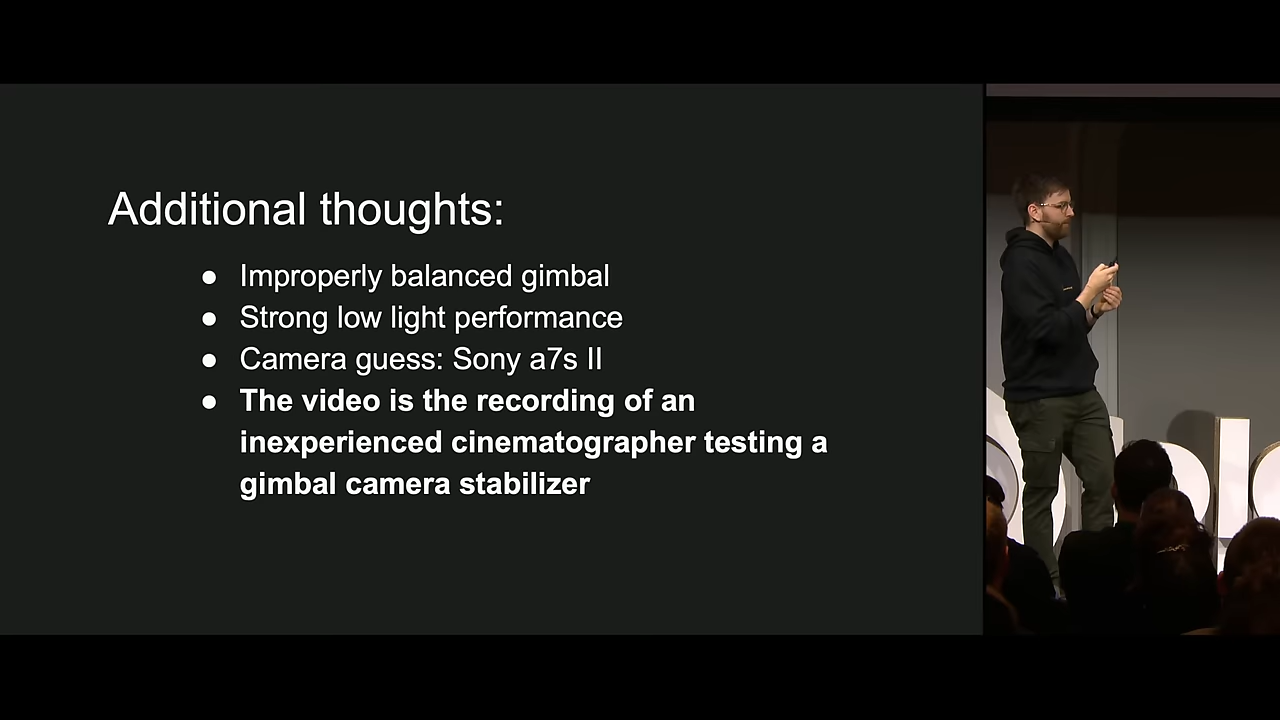 Additional thoughts:
● Improperly balanced gimbal
● Strong low light performance
● Camera guess: Sony a7s II
● The video is the recording of an
inexperienced cinematographer testing a
gimbal camera stabilizer